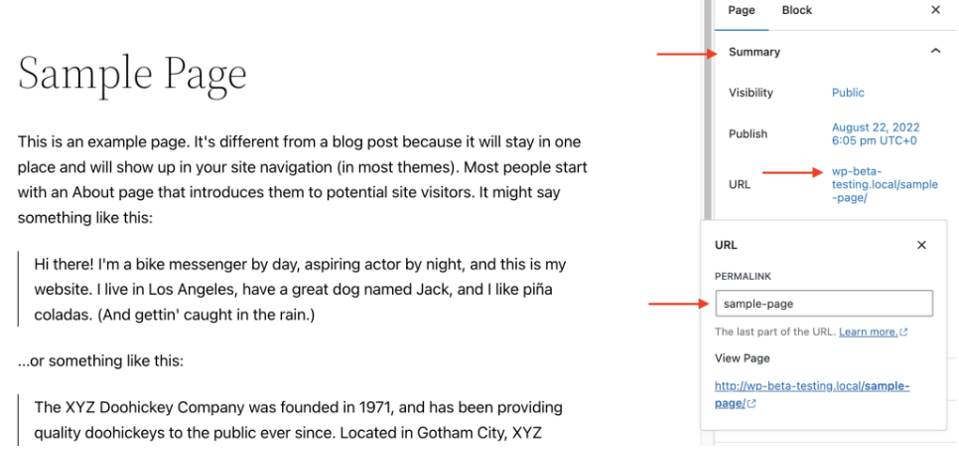 Sample Page
This is an example page. It's different from a blog post because it will stay in one
place and will show up in your site navigation (in most themes). Most people start
with an About page that introduces them to potential site visitors. It might say
something like this:
Hi there! I'm a bike messenger by day, aspiring actor by night, and this is my
website. I live in Los Angeles, have a great dog named Jack, and I like piña
coladas. (And gettin' caught in the rain.)
...or something like this:
The XYZ Doohickey Company was founded in 1971, and has been providing
quality doohickeys to the public ever since. Located in Gotham City, XYZ
Page Block
Summary
Visibility Public
Publish August 22, 2022
6:05 pm UTC+0
URL wp-beta-
testing.local/sample
-page/
URL
PERMALINK
sample-page
The last part of the URL. Learn more.
View Page
http://wp-beta-testing.local/sample-
page/